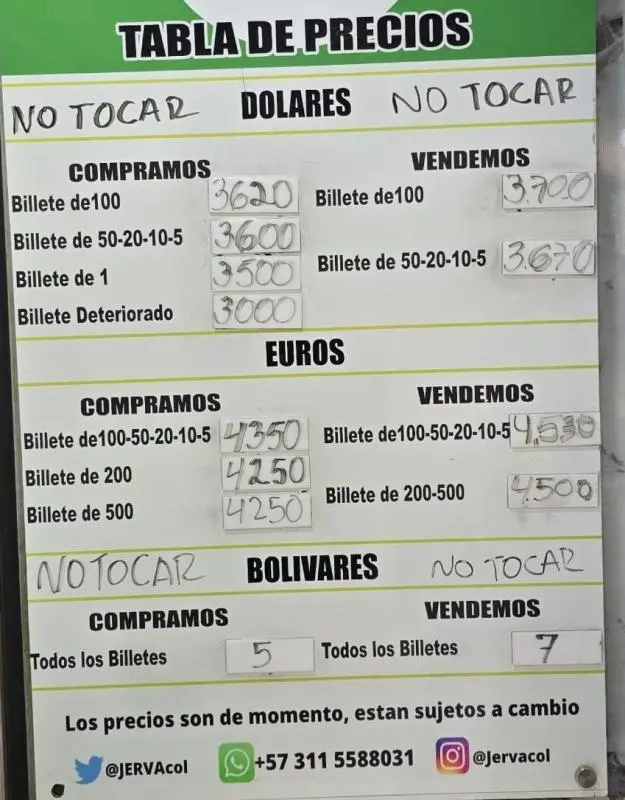 TABLA DE PRECIOS
NO TOCAR DOLARES NO TOCAR
COMPRAMOS VENDEMOS
Billete de100 3620 Billete de100 3.700
Billete de 50-20-10-5 3600 Billete de 50-20-10-5 3.670
Billete de 1 3500
Billete Deteriorado 3000
EUROS
COMPRAMOS VENDEMOS
Billete de100-50-20-10-5 4350 Billete de100-50-20-10-5 4.530
Billete de 200 4250 Billete de 200-500 4.500
Billete de 500 4250
NO TOCAR BOLIVARES NO TOCAR
COMPRAMOS VENDEMOS
Todos los Billetes 5 Todos los Billetes 7
Los precios son de momento, estan sujetos a cambio
@JERVAcol +57 311 5588031 @Jervacol